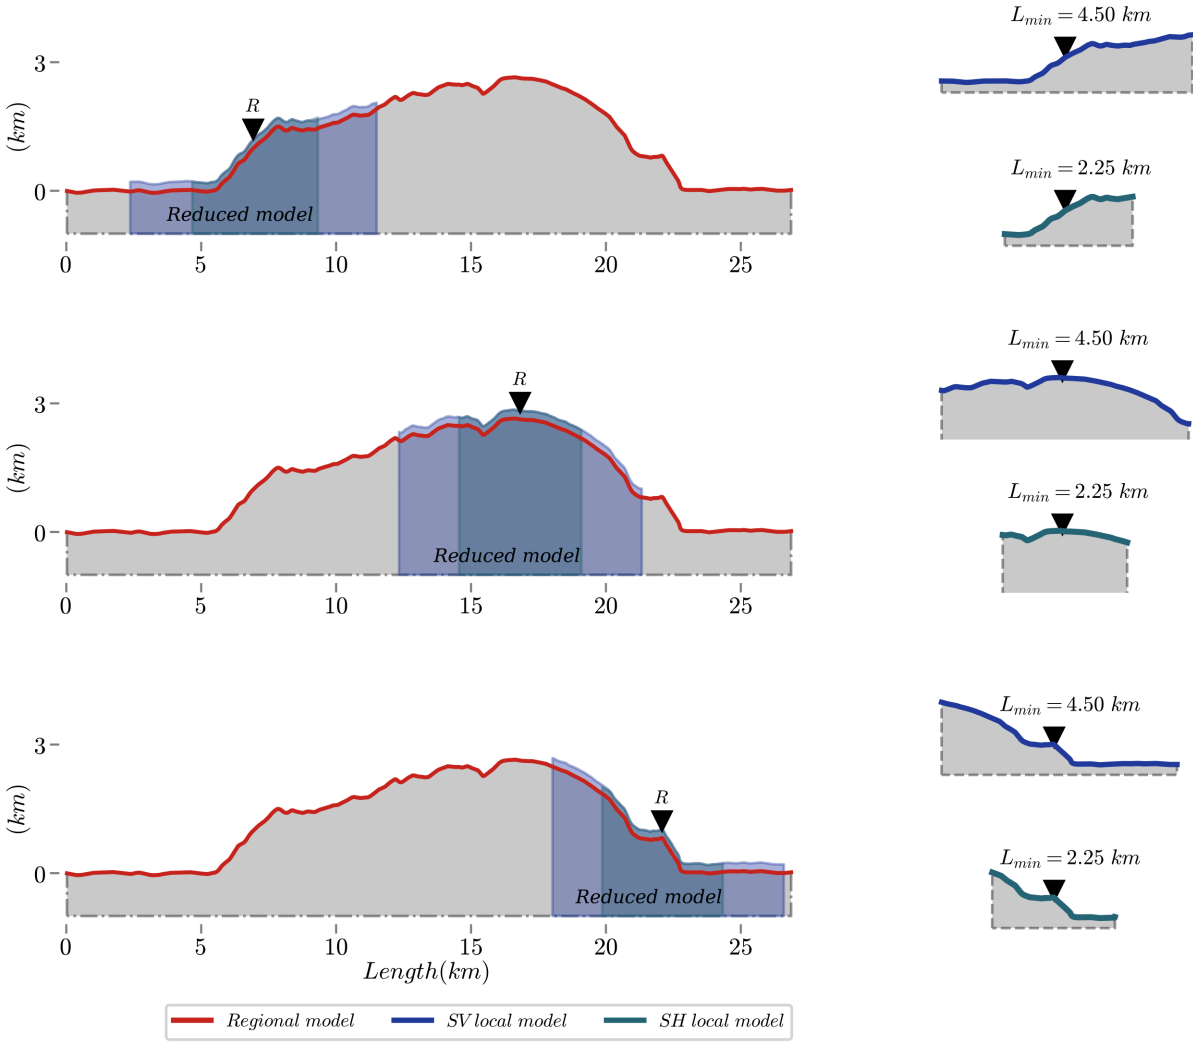 L_min = 4.50 km
3
(km)
R
0
Reduced model
0 5 10 15 20 25
L_min = 2.25 km
L_min = 4.50 km
3
(km)
R
0
Reduced model
0 5 10 15 20 25
L_min = 2.25 km
L_min = 4.50 km
3
(km)
R
0
Reduced model
0 5 10 15 20 25
Length(km)
L_min = 2.25 km
Regional model SV local model SH local model